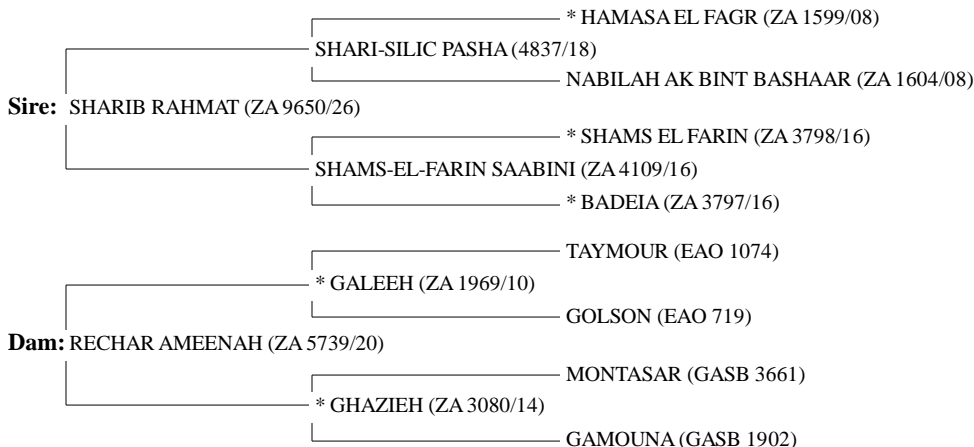 * HAMASA EL FAGR (ZA 1599/08)
SHARI-SILIC PASHA (4837/18)
NABILAH AK BINT BASHAAR (ZA 1604/08)
Sire: SHARIB RAHMAT (ZA 9650/26)
* SHAMS EL FARIN (ZA 3798/16)
SHAMS-EL-FARIN SAABINI (ZA 4109/16)
* BADEIA (ZA 3797/16)
TAYMOUR (EAO 1074)
* GALEEH (ZA 1969/10)
GOLSON (EAO 719)
Dam: RECHAR AMEENAH (ZA 5739/20)
MONTASAR (GASB 3661)
* GHAZIEH (ZA 3080/14)
GAMOUNA (GASB 1902)